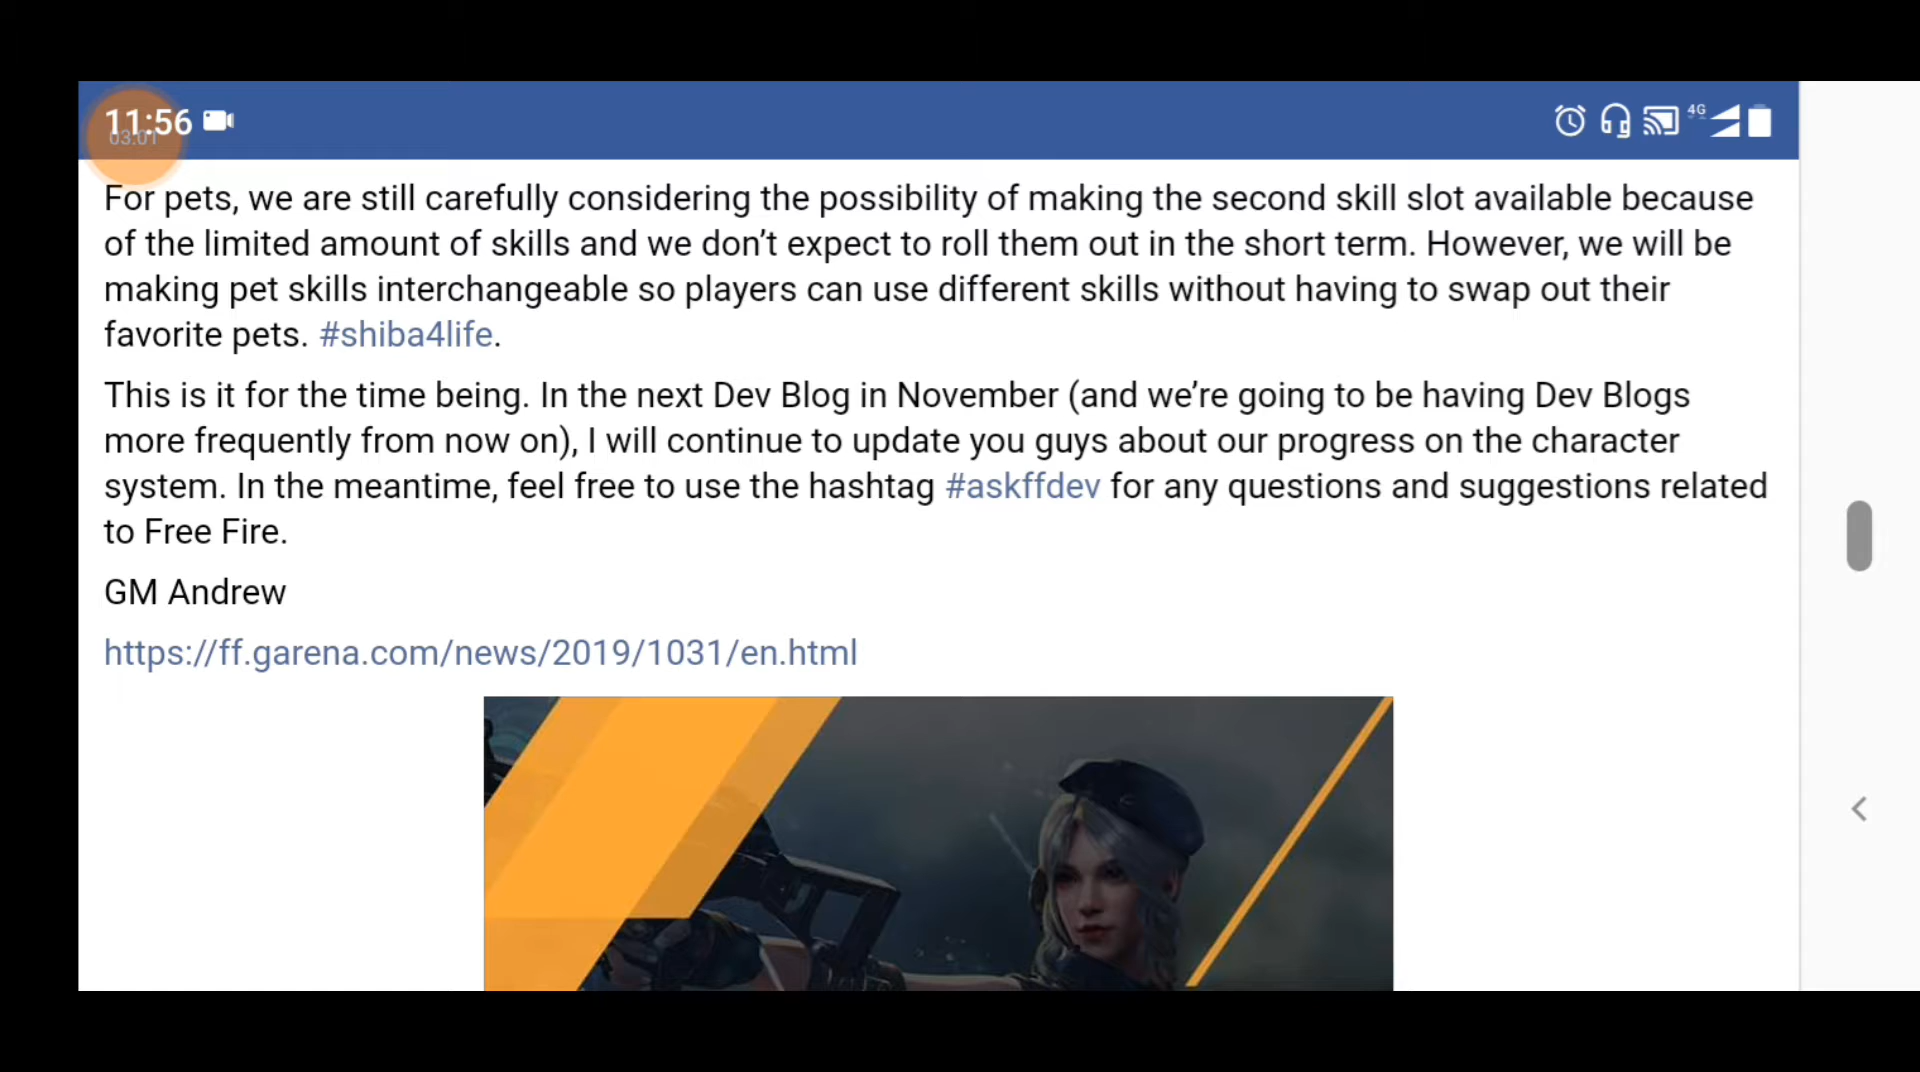 11:56
03:01
4G
For pets, we are still carefully considering the possibility of making the second skill slot available because
of the limited amount of skills and we don’t expect to roll them out in the short term. However, we will be
making pet skills interchangeable so players can use different skills without having to swap out their
favorite pets. #shiba4life.
This is it for the time being. In the next Dev Blog in November (and we’re going to be having Dev Blogs
more frequently from now on), I will continue to update you guys about our progress on the character
system. In the meantime, feel free to use the hashtag #askffdev for any questions and suggestions related
to Free Fire.
GM Andrew
https://ff.garena.com/news/2019/1031/en.html